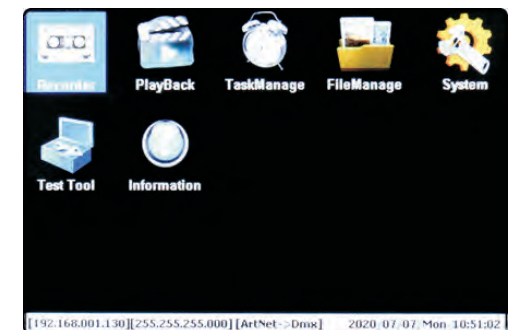 Recorder
PlayBack
TaskManage
FileManage
System
Test Tool
Information
[192.168.001.130][255.255.255.000] [ArtNet->Dmx] 2020/07/07/Mon 10:51:02